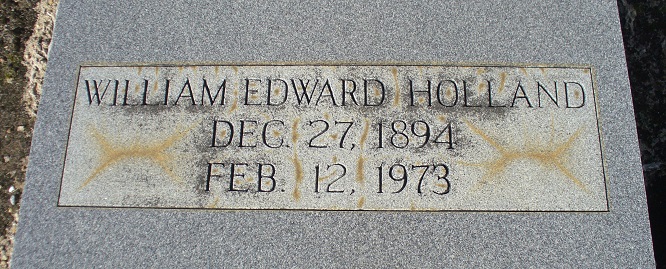 WILLIAM EDWARD HOLLAND
DEC. 27, 1894
FEB. 12, 1973